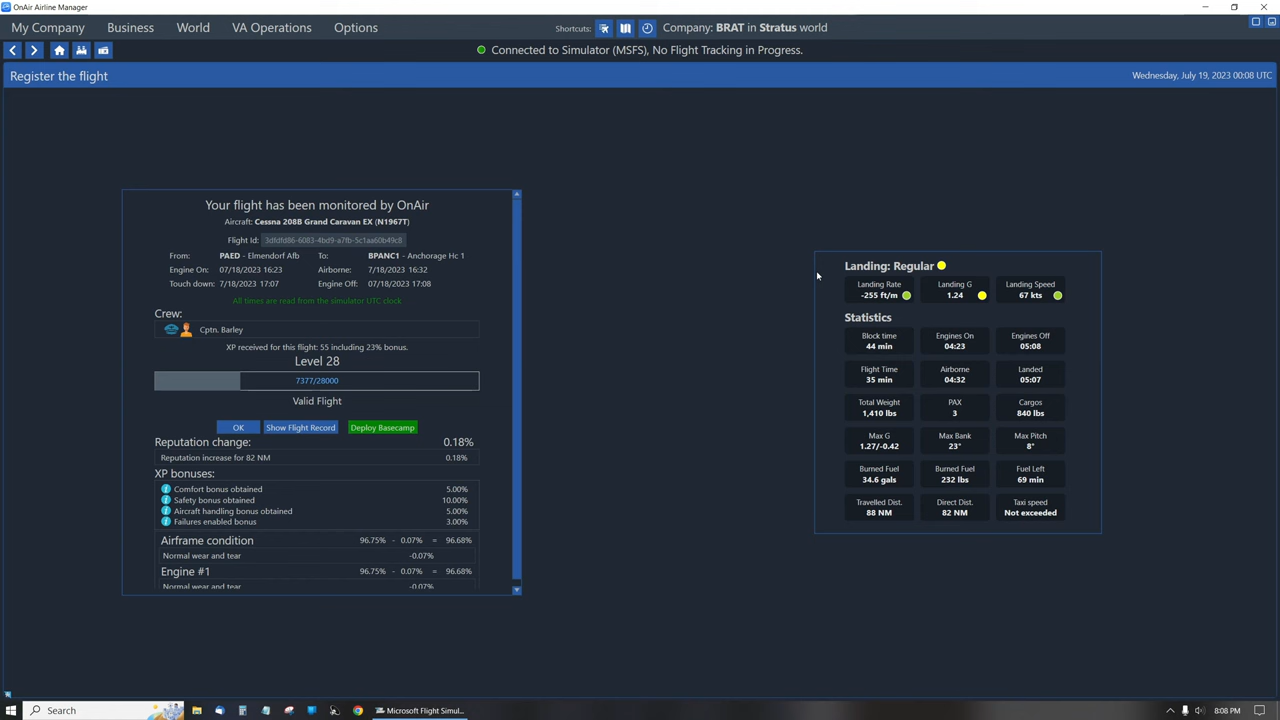 OnAir Airline Manager
My Company Business World VA Operations Options Shortcuts: Company: BRAT in Stratus world
Connected to Simulator (MSFS), No Flight Tracking in Progress.
Register the flight Wednesday, July 19, 2023 00:08 UTC
Your flight has been monitored by OnAir
Aircraft: Cessna 208B Grand Caravan EX (N1967T)
Flight Id: 3dfdfd86-6083-4bd9-a7fb-5c1aa60b49c8
From: PAED - Elmendorf Afb To: BPANC1 - Anchorage Hc 1
Engine On: 07/18/2023 16:23 Airborne: 7/18/2023 16:32
Touch down: 7/18/2023 17:07 Engine Off: 07/18/2023 17:08
All times are read from the simulator UTC clock
Crew:
Cptn. Barley
XP received for this flight: 55 including 23% bonus.
Level 28
7377/28000
Valid Flight
OK Show Flight Record Deploy Basecamp
Reputation change: 0.18%
Reputation increase for 82 NM 0.18%
XP bonuses:
Comfort bonus obtained 5.00%
Safety bonus obtained 10.00%
Aircraft handling bonus obtained 5.00%
Failures enabled bonus 3.00%
Airframe condition 96.75% - 0.07% = 96.68%
Normal wear and tear -0.07%
Engine #1 96.75% - 0.07% = 96.68%
Normal wear and tear -0.07%
Landing: Regular
Landing Rate Landing G Landing Speed
-255 ft/m 1.24 67 kts
Statistics
Block time Engines On Engines Off
44 min 04:23 05:08
Flight Time Airborne Landed
35 min 04:32 05:07
Total Weight PAX Cargos
1,410 lbs 3 840 lbs
Max G Max Bank Max Pitch
1.27/-0.42 23° 8°
Burned Fuel Burned Fuel Fuel Left
34.6 gals 232 lbs 69 min
Travelled Dist. Direct Dist. Taxi speed
88 NM 82 NM Not exceeded
Search Microsoft Flight Simul... 8:08 PM